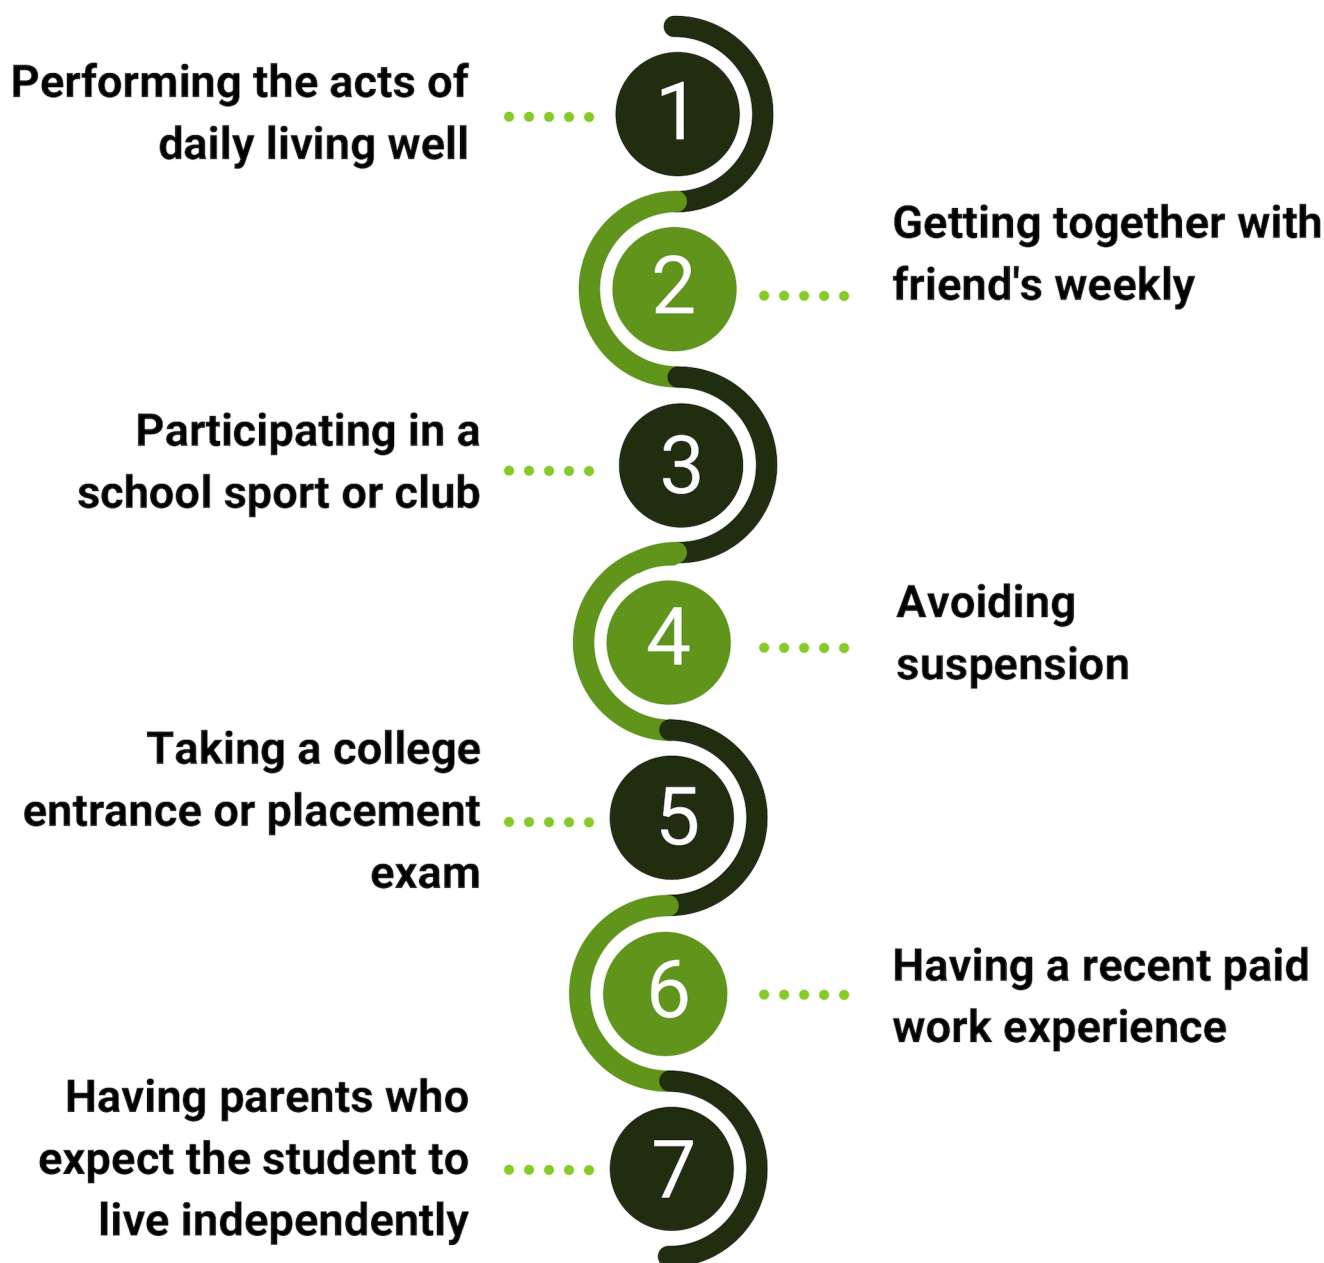 1
Performing the acts of
daily living well
2
Getting together with
friend's weekly
3
Participating in a
school sport or club
4
Avoiding
suspension
5
Taking a college
entrance or placement
exam
6
Having a recent paid
work experience
7
Having parents who
expect the student to
live independently